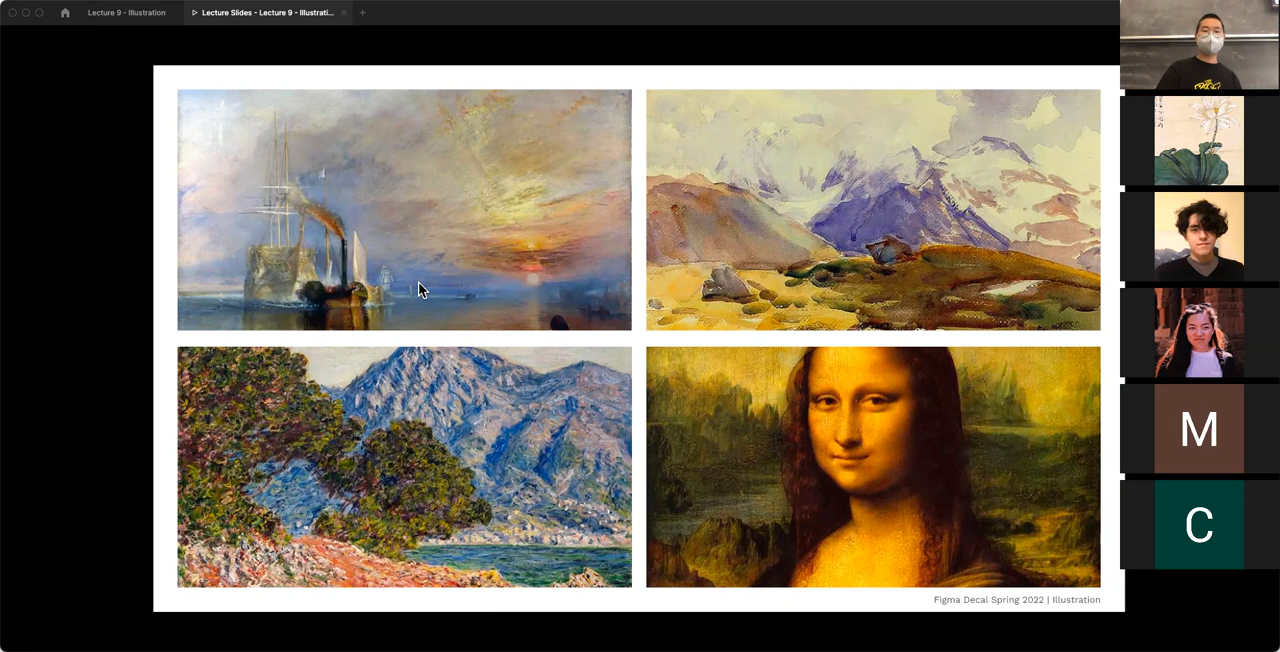 Lecture 9 - Illustration
Lecture Slides - Lecture 9 - Illustrati...
Figma Decal Spring 2022 | Illustration
M
C